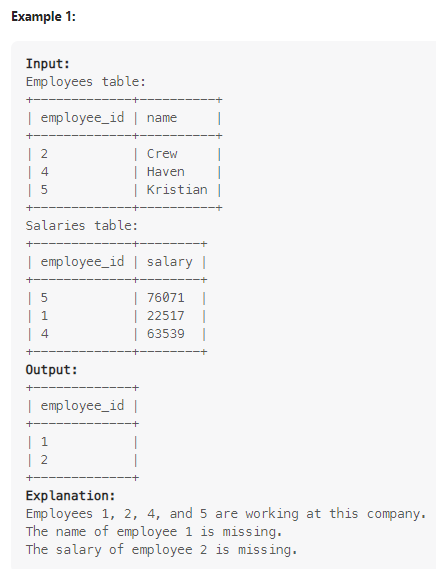 Example 1:
Input:
Employees table:
+-------------+----------+
| employee_id | name     |
+-------------+----------+
| 2           | Crew     |
| 4           | Haven    |
| 5           | Kristian |
+-------------+----------+
Salaries table:
+-------------+--------+
| employee_id | salary |
+-------------+--------+
| 5           | 76071  |
| 1           | 22517  |
| 4           | 63539  |
+-------------+--------+
Output:
+-------------+
| employee_id |
+-------------+
| 1           |
| 2           |
+-------------+
Explanation:
Employees 1, 2, 4, and 5 are working at this company.
The name of employee 1 is missing.
The salary of employee 2 is missing.